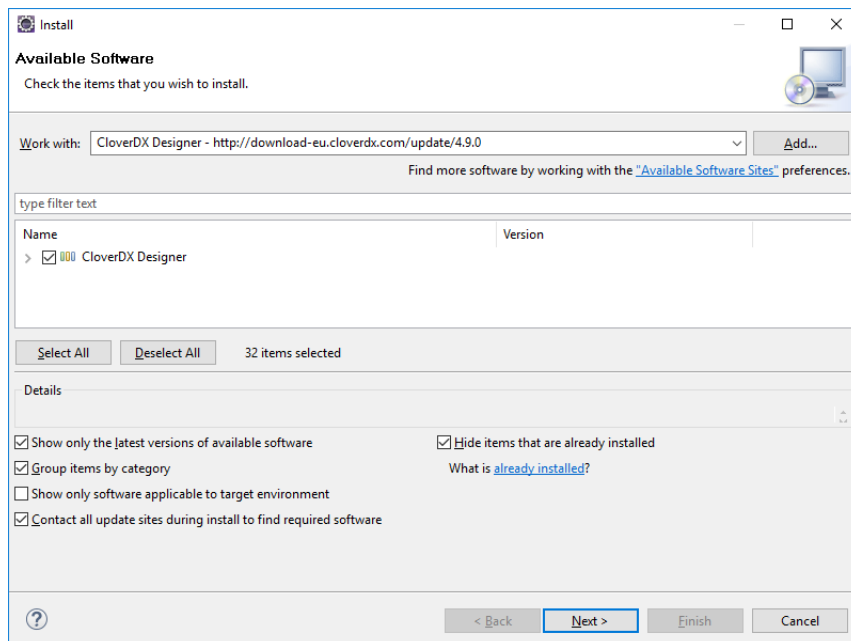 Install
Available Software
Check the items that you wish to install.
Work with: CloverDX Designer - http://download-eu.cloverdx.com/update/4.9.0 Add...
Find more software by working with the "Available Software Sites" preferences.
type filter text
Name Version
CloverDX Designer
Select All Deselect All 32 items selected
Details
Show only the latest versions of available software Hide items that are already installed
Group items by category What is already installed?
Show only software applicable to target environment
Contact all update sites during install to find required software
? < Back Next > Finish Cancel